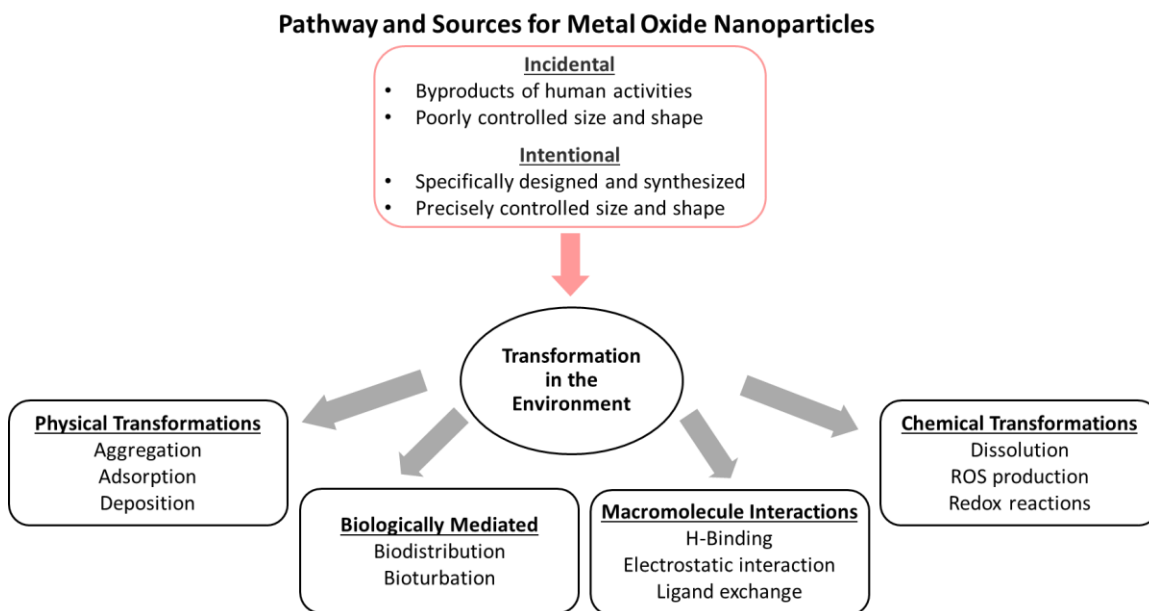 Pathway and Sources for Metal Oxide Nanoparticles
Incidental
• Byproducts of human activities
• Poorly controlled size and shape
Intentional
• Specifically designed and synthesized
• Precisely controlled size and shape
Transformation
in the
Environment
Physical Transformations
Aggregation
Adsorption
Deposition
Biologically Mediated
Biodistribution
Bioturbation
Macromolecule Interactions
H-Binding
Electrostatic interaction
Ligand exchange
Chemical Transformations
Dissolution
ROS production
Redox reactions